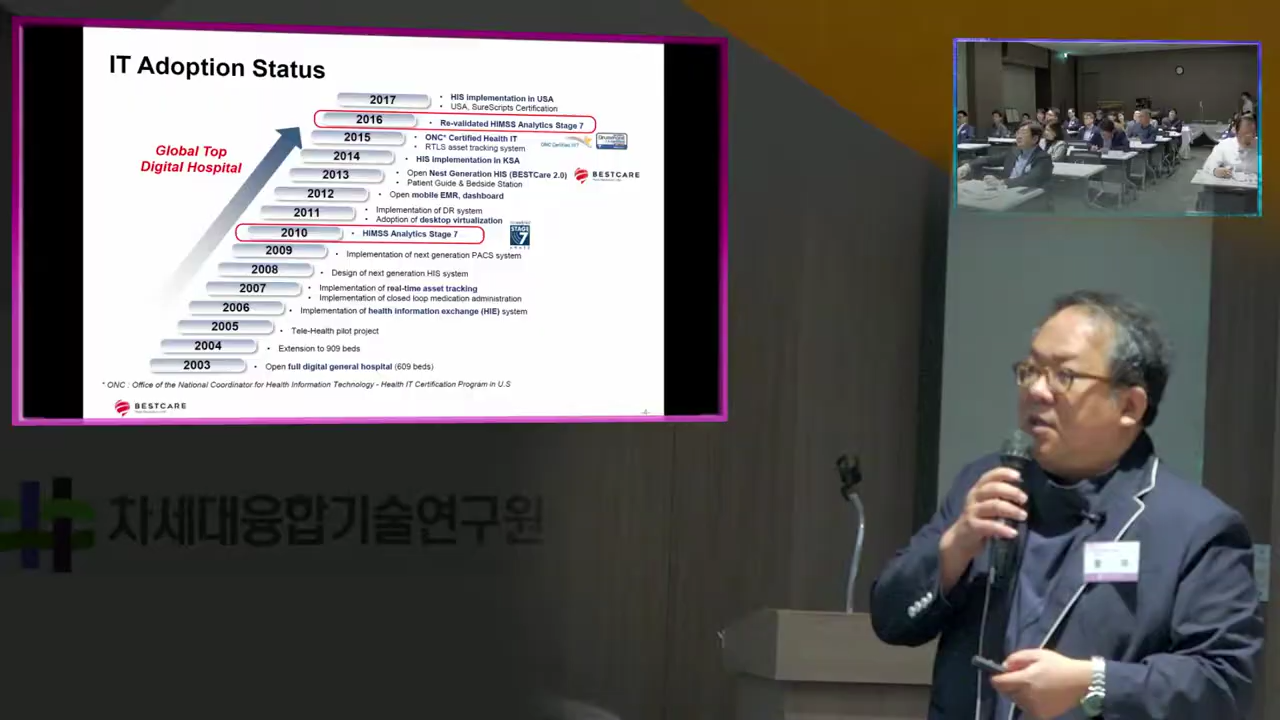 IT Adoption Status
2017
• HIS implementation in USA
• USA, SureScripts Certification
2016
• Re-validated HIMSS Analytics Stage 7
2015
• ONC* Certified Health IT
• RTLS asset tracking system
ONC Certified HIT
2014
• HIS implementation in KSA
2013
• Open Nest Generation HIS (BESTCare 2.0)
• Patient Guide & Bedside Station
BESTCARE
2012
• Open mobile EMR, dashboard
2011
• Implementation of DR system
• Adoption of desktop virtualization
2010
• HIMSS Analytics Stage 7
STAGE
7
2009
• Implementation of next generation PACS system
2008
• Design of next generation HIS system
2007
• Implementation of real-time asset tracking
• Implementation of closed loop medication administration
2006
• Implementation of health information exchange (HIE) system
2005
• Tele-Health pilot project
2004
• Extension to 909 beds
2003
• Open full digital general hospital (609 beds)
Global Top
Digital Hospital
* ONC : Office of the National Coordinator for Health Information Technology - Health IT Certification Program in U.S
BESTCARE
차세대융합기술연구원